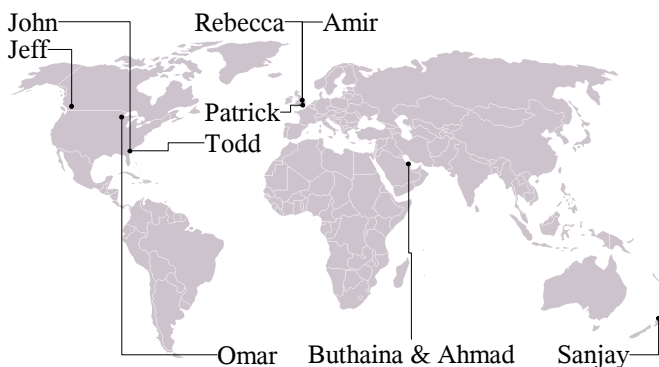 John
Rebecca Amir
Jeff
Patrick
Todd
Omar
Buthaina & Ahmad
Sanjay